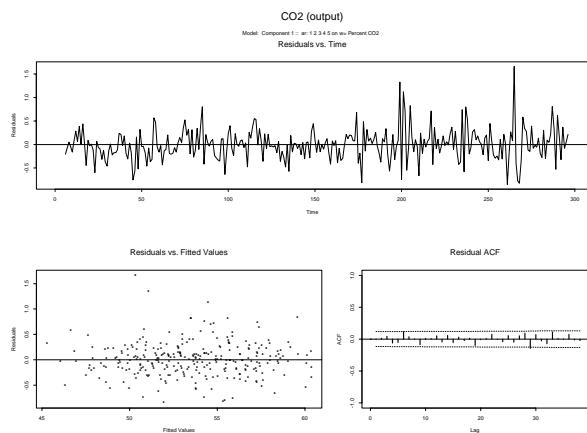 CO2 (output)
Model: Component 1 :: ar: 1 2 3 4 5 on w= Percent CO2
Residuals vs. Time
Residuals
1.5
1.0
0.5
0.0
-0.5
0 50 100 150 200 250 300
Time
Residuals vs. Fitted Values
Residuals
1.5
1.0
0.5
0.0
-0.5
45 50 55 60
Fitted Values
Residual ACF
ACF
1.0
0.5
0.0
-0.5
-1.0
0 10 20 30
Lag